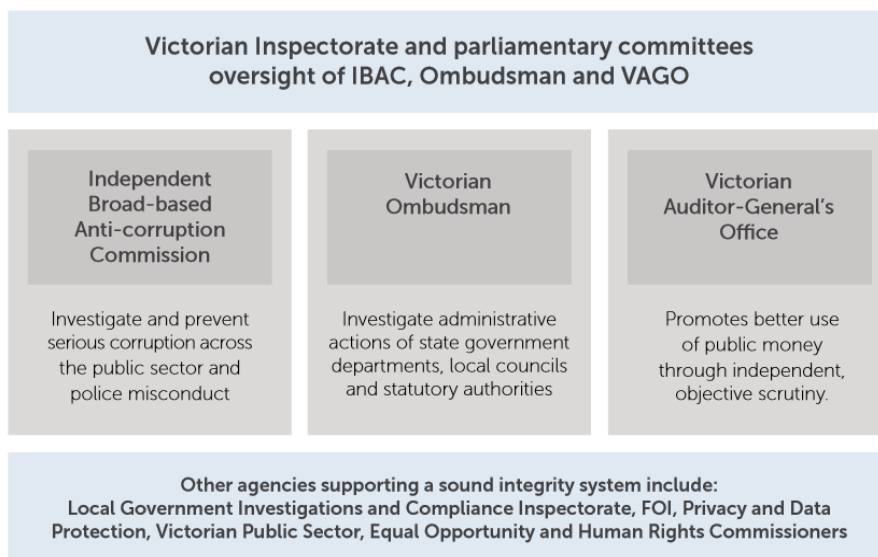 Victorian Inspectorate and parliamentary committees
oversight of IBAC, Ombudsman and VAGO
Independent
Broad-based
Anti-corruption
Commission
Investigate and prevent
serious corruption across
the public sector and
police misconduct
Victorian
Ombudsman
Investigate administrative
actions of state government
departments, local councils
and statutory authorities
Victorian
Auditor-General’s
Office
Promotes better use
of public money
through independent,
objective scrutiny.
Other agencies supporting a sound integrity system include:
Local Government Investigations and Compliance Inspectorate, FOI, Privacy and Data
Protection, Victorian Public Sector, Equal Opportunity and Human Rights Commissioners